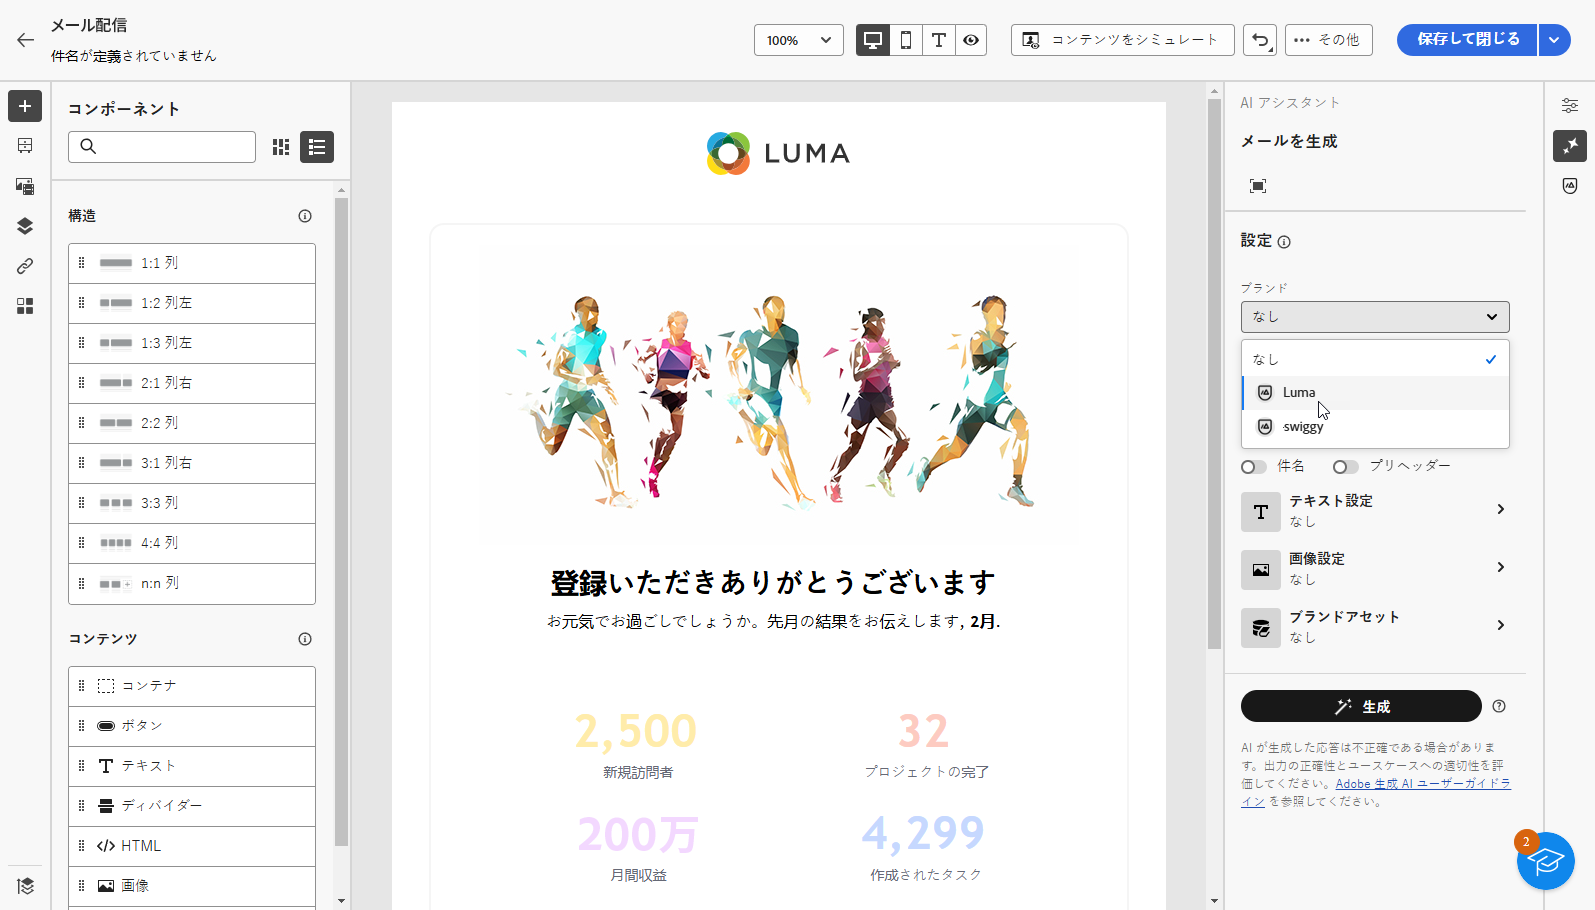 メール配信
件名が定義されていません
100%
コンテンツをシミュレート
その他
保存して閉じる
コンポーネント
構造
1:1 列
1:2 列左
1:3 列左
2:1 列右
2:2 列
3:1 列右
3:3 列
4:4 列
n:n 列
コンテンツ
コンテナ
ボタン
テキスト
ディバイダー
HTML
画像
LUMA
登録いただきありがとうございます
お元気でお過ごしでしょうか。先月の結果をお伝えします, 2月.
2,500
新規訪問者
32
プロジェクトの完了
200万
月間収益
4,299
作成されたタスク
AI アシスタント
メールを生成
設定
ブランド
なし
なし
Luma
swiggy
件名
プリヘッダー
テキスト設定
なし
画像設定
なし
ブランドアセット
なし
生成
AI が生成した応答は不正確である場合がありま
す。出力の正確性とユースケースへの適切性を評
価してください。Adobe 生成 AI ユーザーガイドラ
イン を参照してください。
2